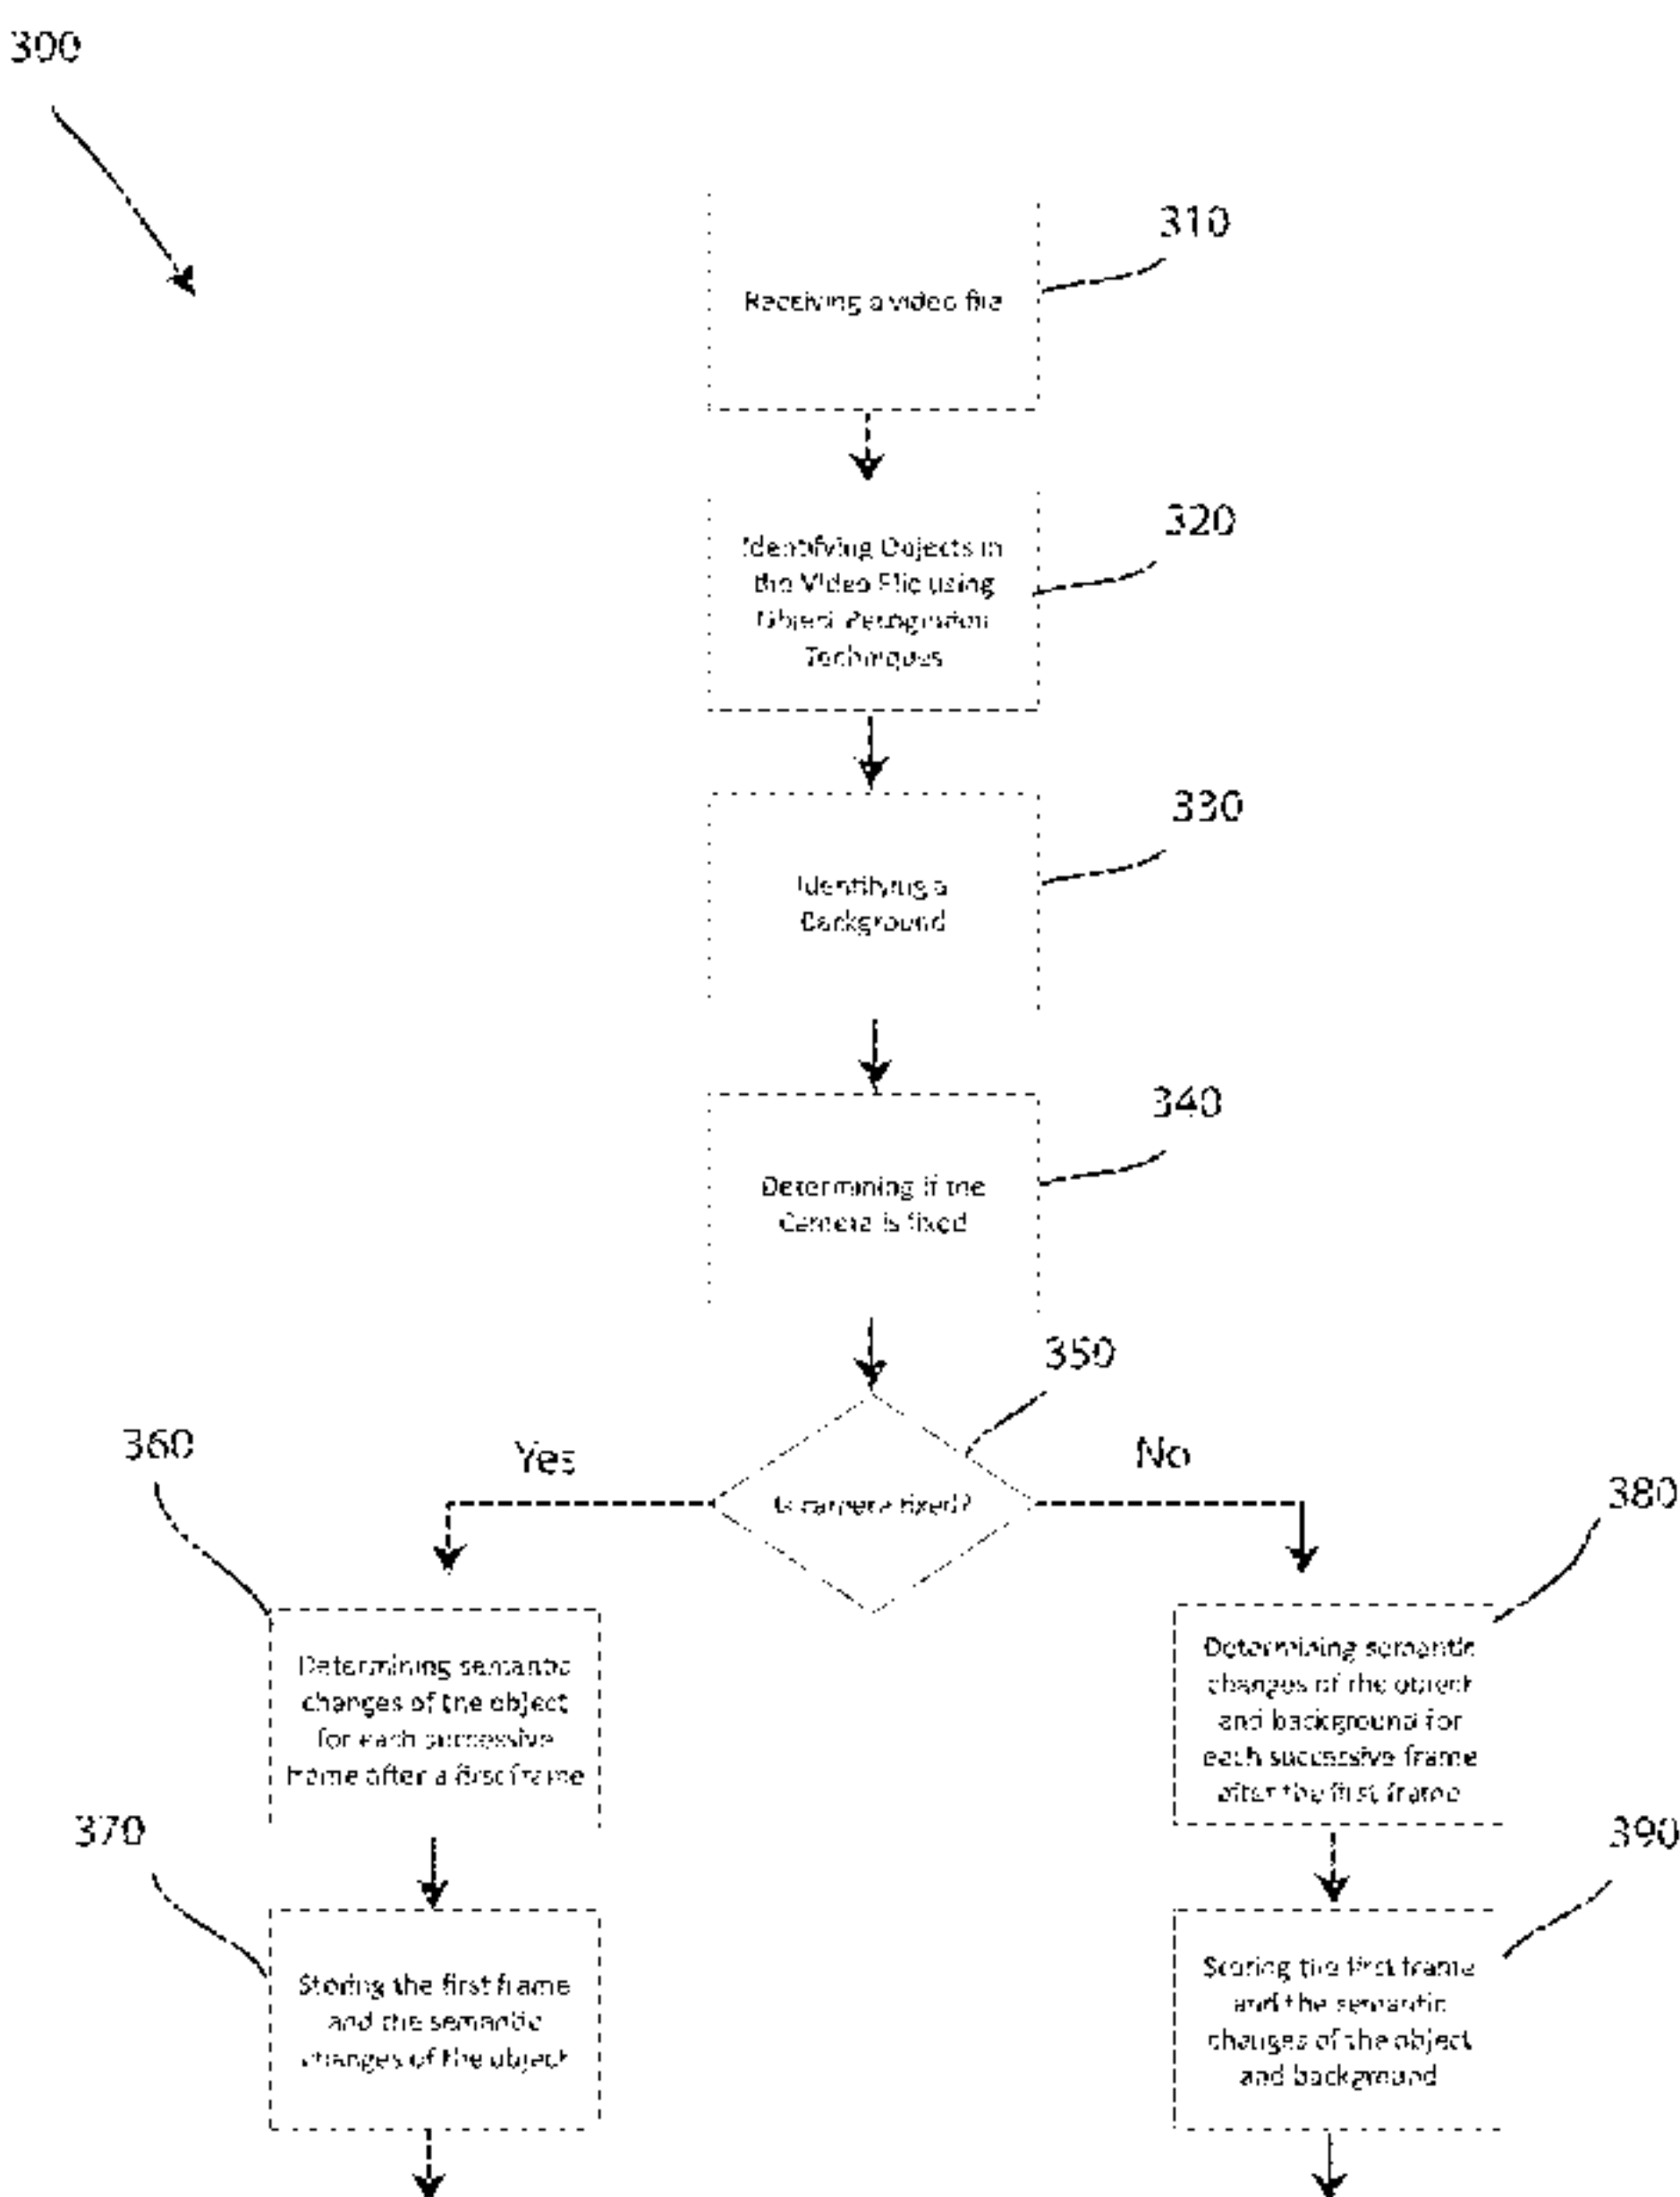 300
310
Receiving a video file
320
Identifying Objects in
the Video File using
Object Recognition
Techniques
330
Identifying a
Background
340
Determining if the
Camera is fixed
350
360
Yes
No
Is camera fixed?
380
Determining semantic
changes of the object
for each successive
frame after a first frame
Determining semantic
changes of the object
and background for
each successive frame
after the first frame
370
390
Storing the first frame
and the semantic
changes of the object
Storing the first frame
and the semantic
changes of the object
and background